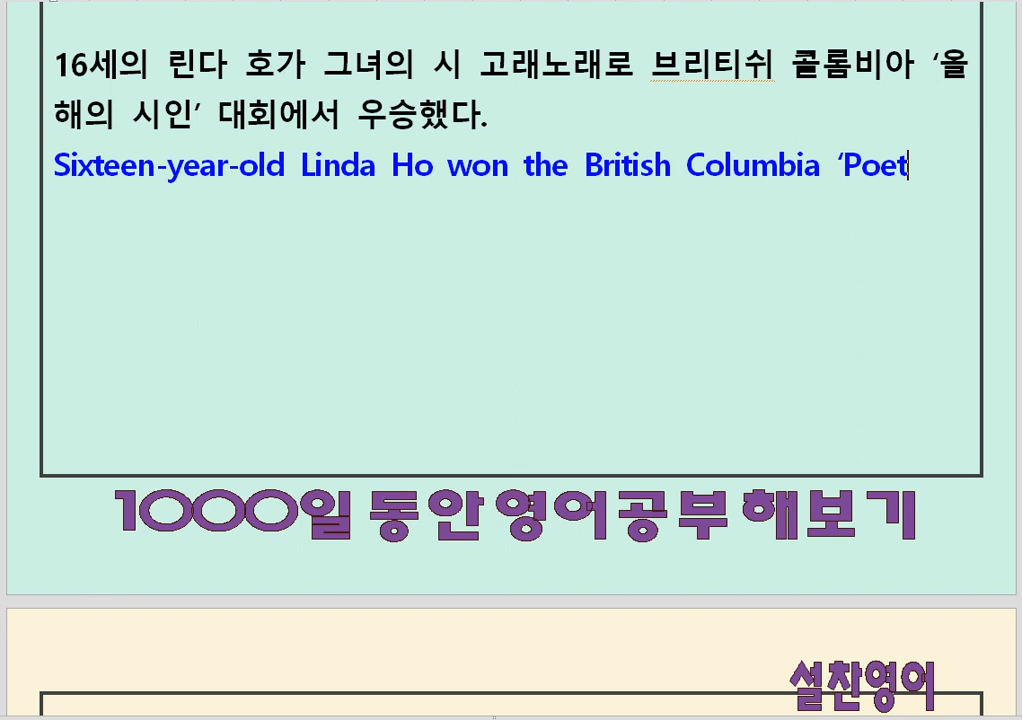 16세의 린다 호가 그녀의 시 고래노래로 브리티쉬 콜롬비아 ‘올
해의 시인’ 대회에서 우승했다.
Sixteen-year-old Linda Ho won the British Columbia ‘Poet
1000일 동안 영어공부 해보기
설찬영어